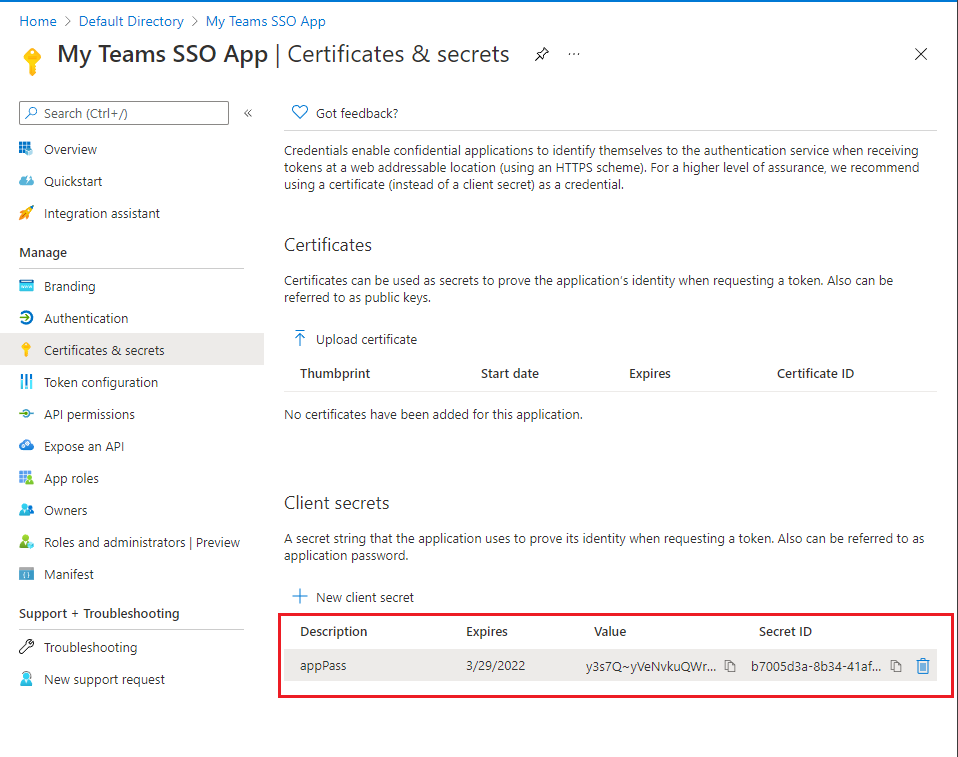 Home > Default Directory > My Teams SSO App
My Teams SSO App | Certificates & secrets
Search (Ctrl+/)
Overview
Quickstart
Integration assistant
Manage
Branding
Authentication
Certificates & secrets
Token configuration
API permissions
Expose an API
App roles
Owners
Roles and administrators | Preview
Manifest
Support + Troubleshooting
Troubleshooting
New support request
Got feedback?
Credentials enable confidential applications to identify themselves to the authentication service when receiving
tokens at a web addressable location (using an HTTPS scheme). For a higher level of assurance, we recommend
using a certificate (instead of a client secret) as a credential.
Certificates
Certificates can be used as secrets to prove the application's identity when requesting a token. Also can be
referred to as public keys.
Upload certificate
Thumbprint Start date Expires Certificate ID
No certificates have been added for this application.
Client secrets
A secret string that the application uses to prove its identity when requesting a token. Also can be referred to as
application password.
New client secret
Description Expires Value Secret ID
appPass 3/29/2022 y3s7Q~yVeNvkuQWr... b7005d3a-8b34-41af...